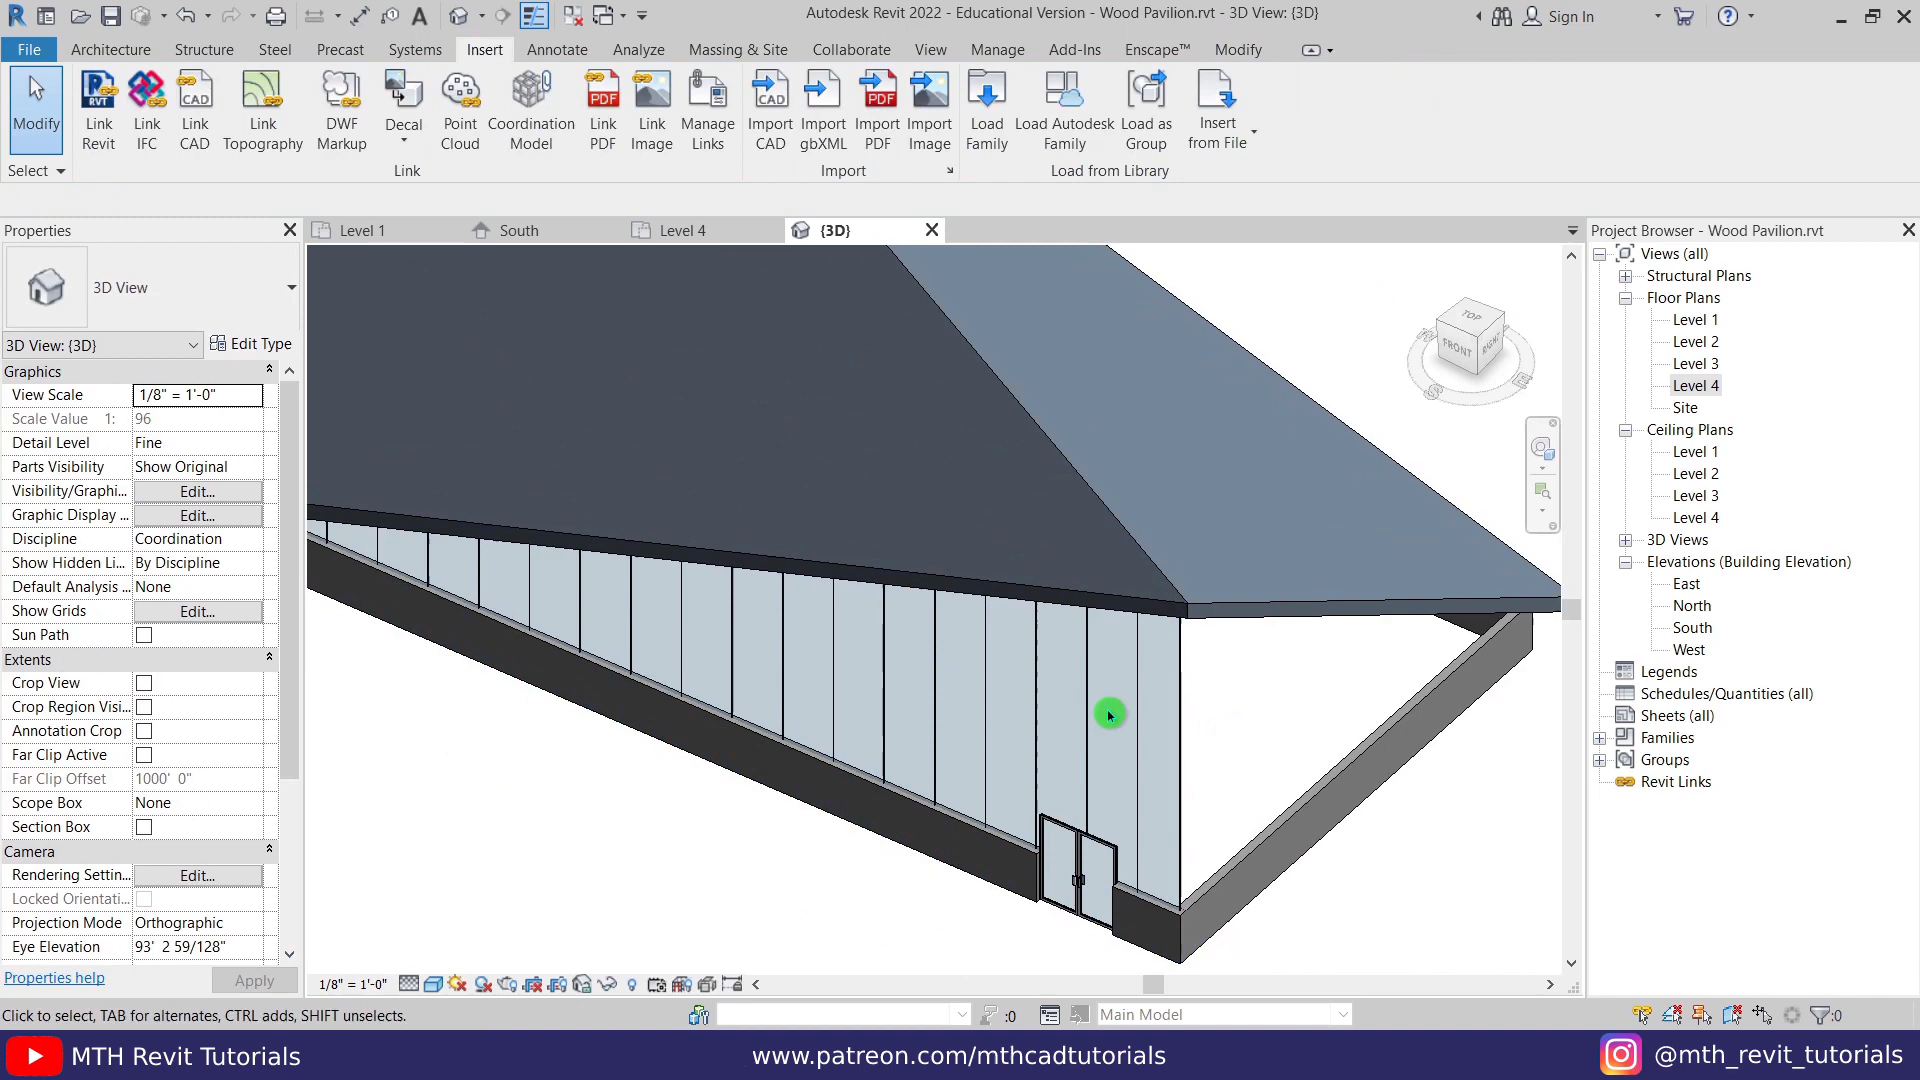 Autodesk Revit 2022 - Educational Version - Wood Pavilion.rvt - 3D View: {3D}
Sign In
File Architecture Structure Steel Precast Systems Insert Annotate Analyze Massing & Site Collaborate View Manage Add-Ins Enscape™ Modify
Modify
Link Revit
Link IFC
Link CAD
Link Topography
DWF Markup
Decal
Point Cloud
Coordination Model
Link PDF
Link Image
Manage Links
Import CAD
Import gbXML
Import PDF
Import Image
Load Family
Load Autodesk Family
Load as Group
Insert from File
Select Link Import Load from Library
Properties
3D View
3D View: {3D} Edit Type
Graphics
View Scale 1/8" = 1'-0"
Scale Value 1: 96
Detail Level Fine
Parts Visibility Show Original
Visibility/Graphi... Edit...
Graphic Display ... Edit...
Discipline Coordination
Show Hidden Li... By Discipline
Default Analysis ... None
Show Grids Edit...
Sun Path
Extents
Crop View
Crop Region Visi...
Annotation Crop
Far Clip Active
Far Clip Offset 1000' 0"
Scope Box None
Section Box
Camera
Rendering Settin... Edit...
Locked Orientati...
Projection Mode Orthographic
Eye Elevation 93' 2 59/128"
Properties help Apply
Level 1 South Level 4 {3D}
TOP
FRONT
RIGHT
S
E
1/8" = 1'-0"
Project Browser - Wood Pavilion.rvt
Views (all)
Structural Plans
Floor Plans
Level 1
Level 2
Level 3
Level 4
Site
Ceiling Plans
Level 1
Level 2
Level 3
Level 4
3D Views
Elevations (Building Elevation)
East
North
South
West
Legends
Schedules/Quantities (all)
Sheets (all)
Families
Groups
Revit Links
Click to select, TAB for alternates, CTRL adds, SHIFT unselects.
:0
Main Model
:0
MTH Revit Tutorials
www.patreon.com/mthcadtutorials
@mth_revit_tutorials